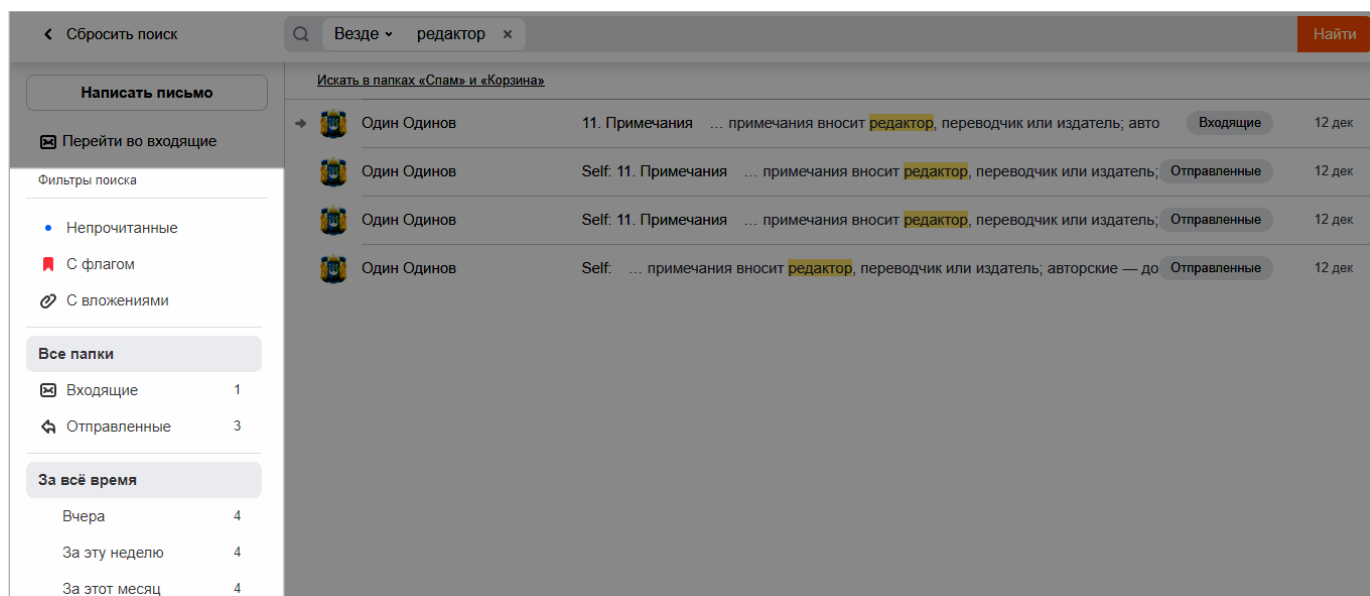 Сбросить поиск
Везде редактор × Найти
Написать письмо
Перейти во входящие
Искать в папках «Спам» и «Корзина»
Один Одинов 11. Примечания ... примечания вносит редактор, переводчик или издатель; авто Входящие 12 дек
Один Одинов Self: 11. Примечания ... примечания вносит редактор, переводчик или издатель; Отправленные 12 дек
Один Одинов Self: 11. Примечания ... примечания вносит редактор, переводчик или издатель; Отправленные 12 дек
Один Одинов Self: ... примечания вносит редактор, переводчик или издатель; авторские — до Отправленные 12 дек
Фильтры поиска
Непрочитанные
С флагом
С вложениями
Все папки
Входящие 1
Отправленные 3
За всё время
Вчера 4
За эту неделю 4
За этот месяц 4